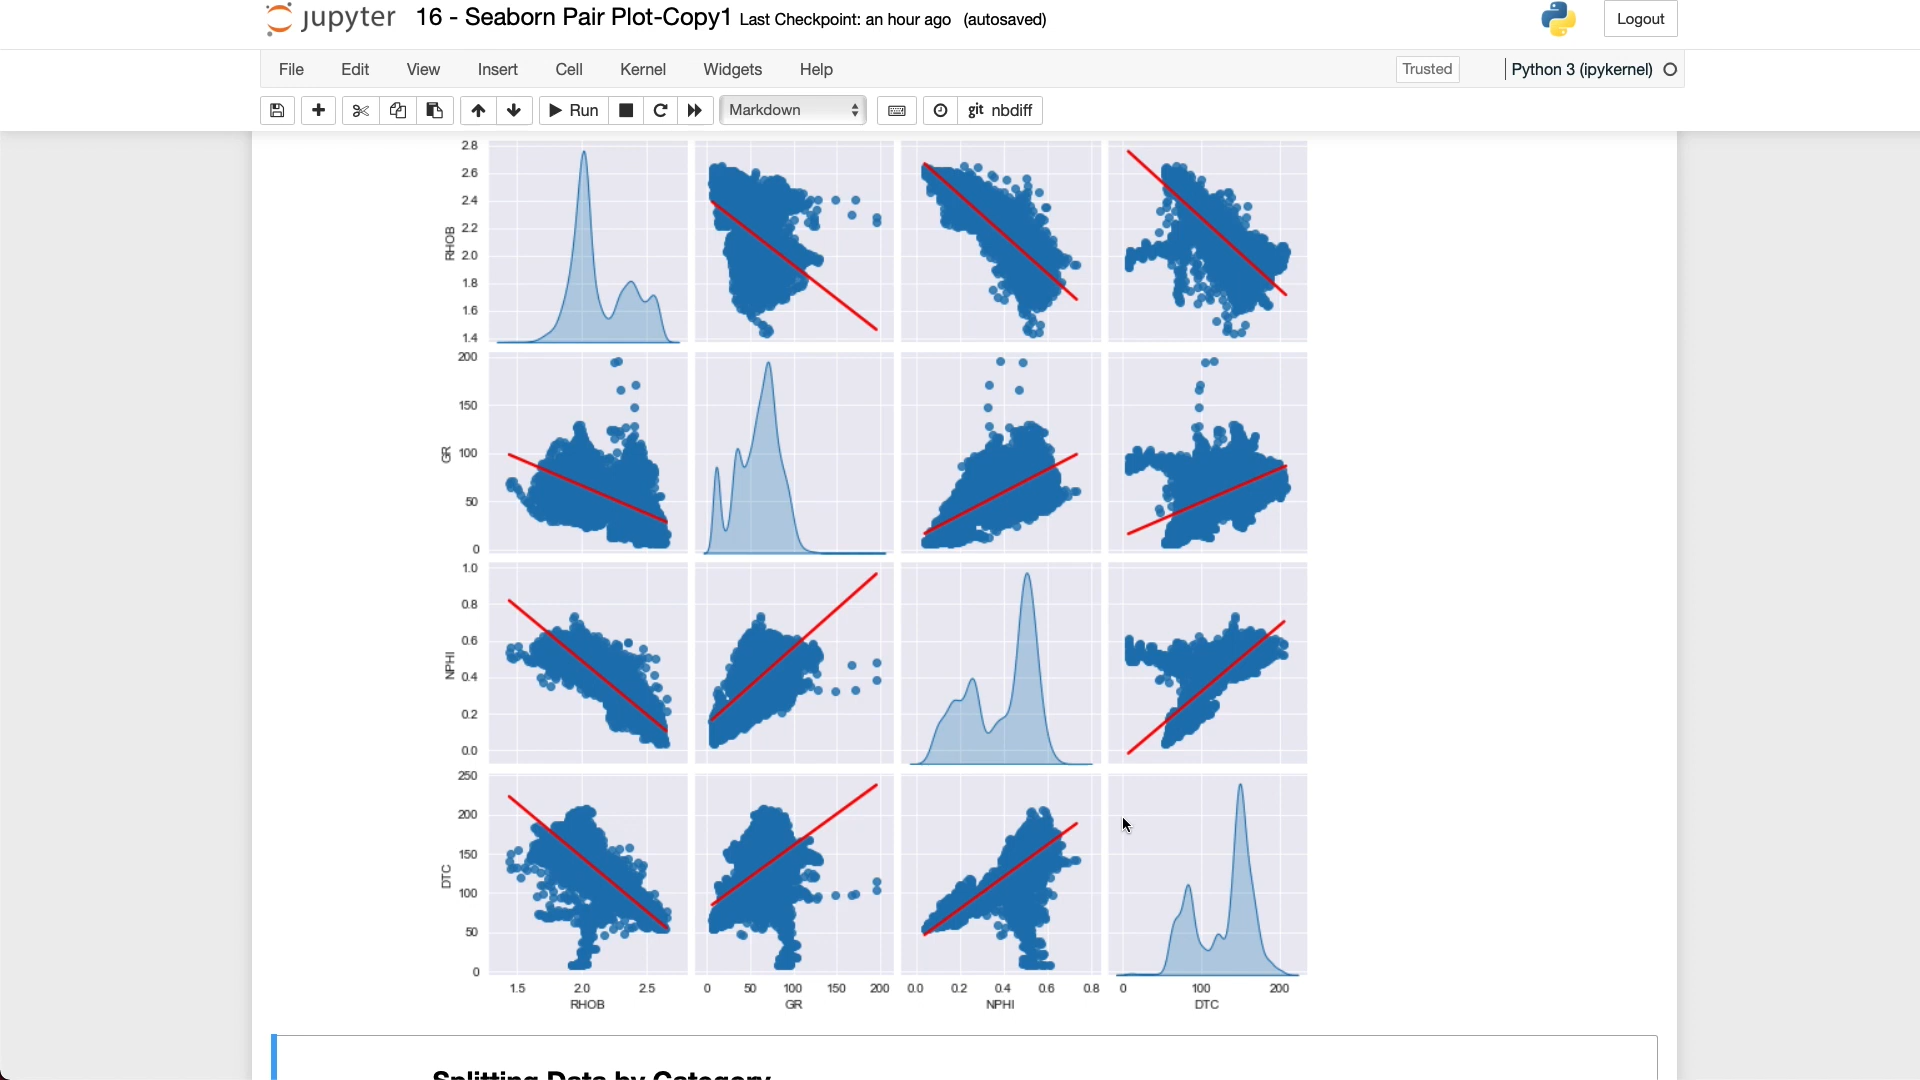 jupyter 16 - Seaborn Pair Plot-Copy1 Last Checkpoint: an hour ago (autosaved) Logout
File Edit View Insert Cell Kernel Widgets Help Trusted Python 3 (ipykernel)
Run Markdown git nbdiff
2.8
2.6
2.4
2.2
2.0
1.8
1.6
1.4
RHOB
200
150
100
50
0
GR
1.0
0.8
0.6
0.4
0.2
0.0
NPHI
250
200
150
100
50
0
DTC
1.5 2.0 2.5 0 50 100 150 200 0.0 0.2 0.4 0.6 0.8 0 100 200
RHOB GR NPHI DTC
Splitting Data by Category